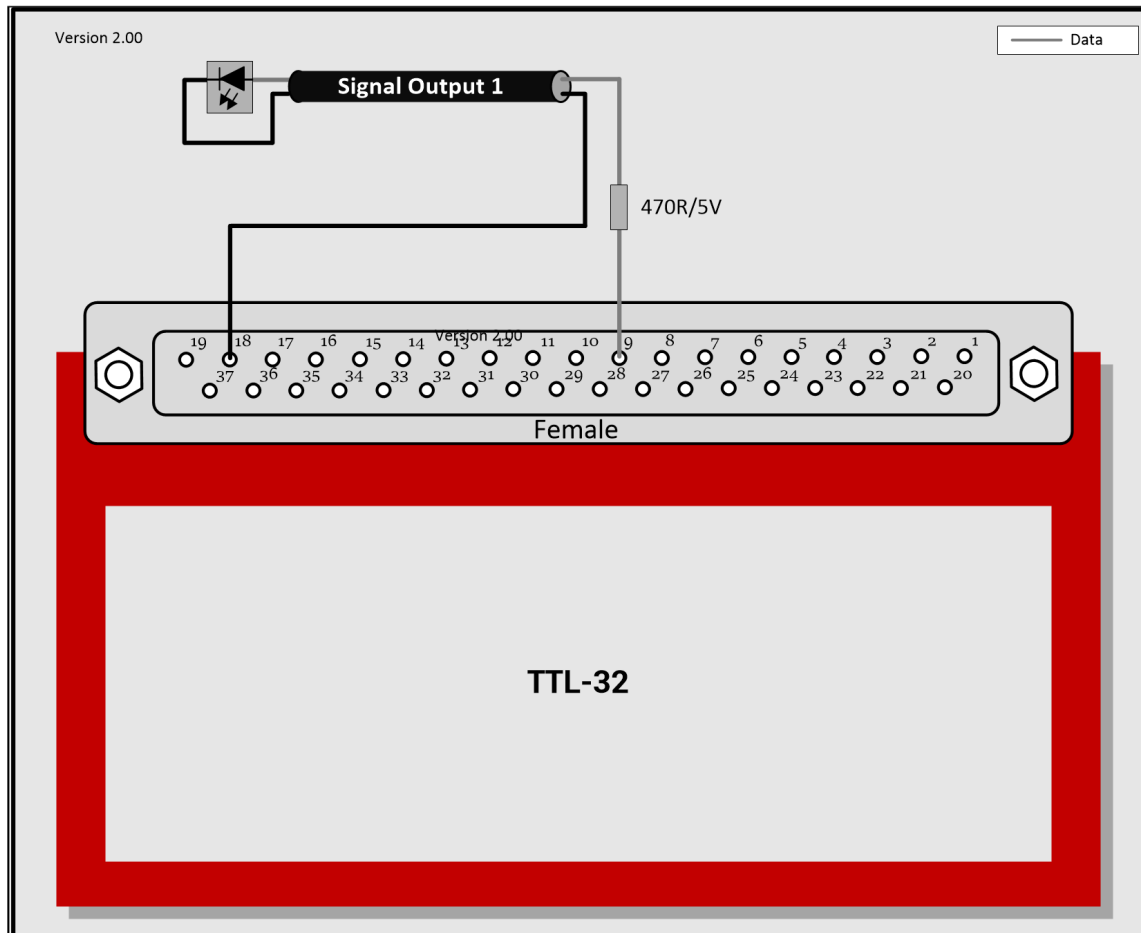 Version 2.00
Data
Signal Output 1
470R/5V
Version 2.00
19 18 17 16 15 14 13 12 11 10 9 8 7 6 5 4 3 2 1
37 36 35 34 33 32 31 30 29 28 27 26 25 24 23 22 21 20
Female
TTL-32